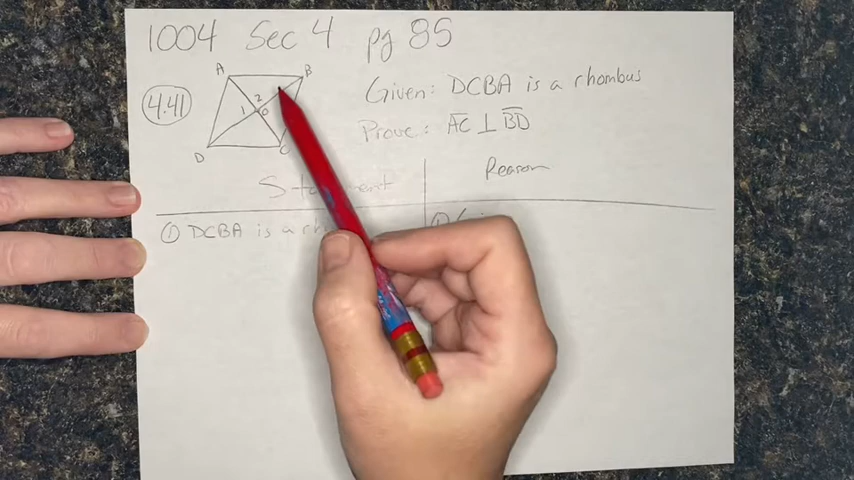 1004 Sec 4 pg 85
4.41
A B
Given: DCBA is a rhombus
1 2
O
Prove: AC ⊥ BD
D C
Statement Reason
① DCBA is a
①